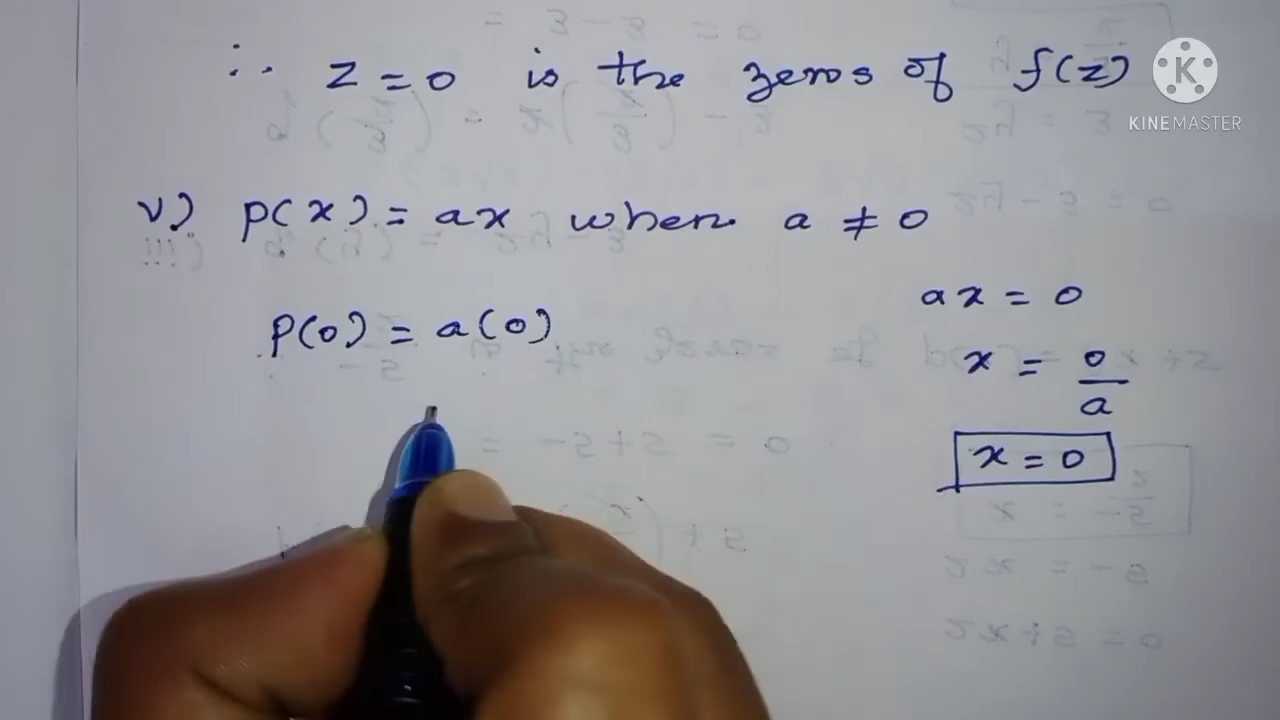 ∴ z = 0 is the zeros of f(z)
K
KINEMASTER
v) p(x) = ax when a ≠ 0
ax = 0
p(0) = a(0)
x = 0/a
x = 0